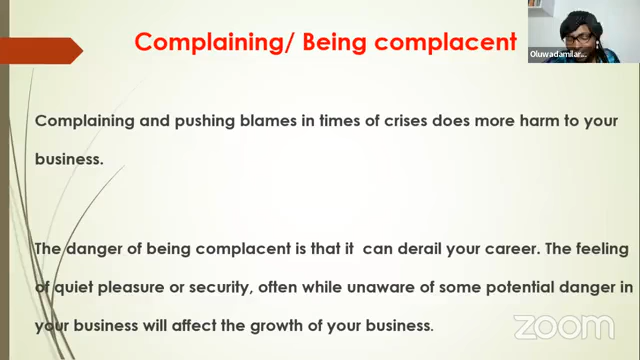 Complaining/ Being complacent
Oluwadamilar...
Complaining and pushing blames in times of crises does more harm to your
business.
The danger of being complacent is that it can derail your career. The feeling
of quiet pleasure or security, often while unaware of some potential danger in
your business will affect the growth of your business.
zoom